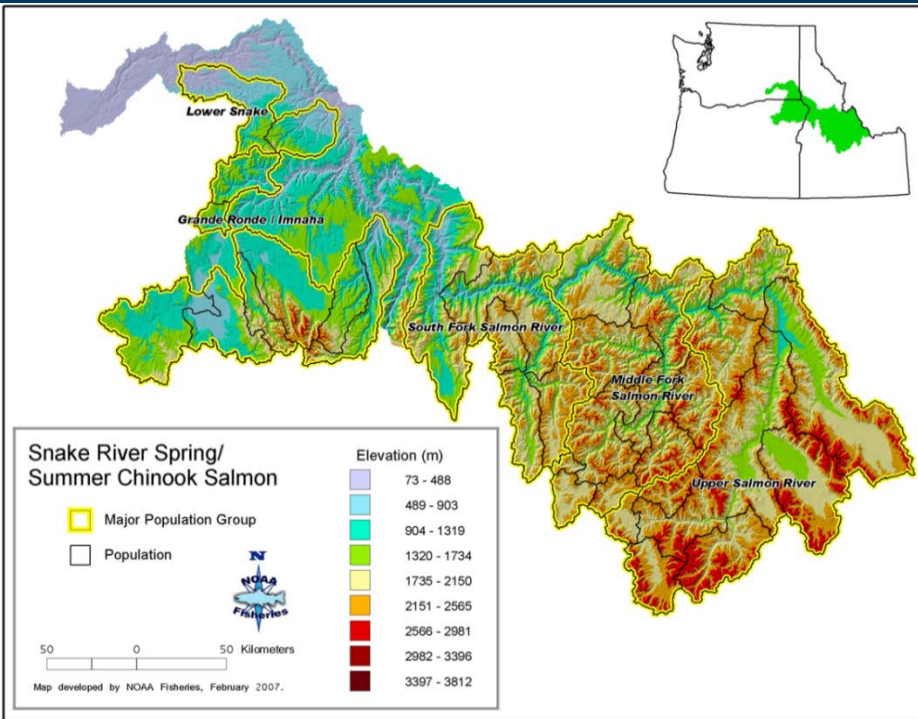 Lower Snake
Grande Ronde / Imnaha
South Fork Salmon River
Middle Fork
Salmon River
Upper Salmon River
Snake River Spring/
Summer Chinook Salmon
Major Population Group
Population
N
NOAA
Fisheries
50 0 50 Kilometers
Map developed by NOAA Fisheries, February 2007.
Elevation (m)
73 - 488
489 - 903
904 - 1319
1320 - 1734
1735 - 2150
2151 - 2565
2566 - 2981
2982 - 3396
3397 - 3812